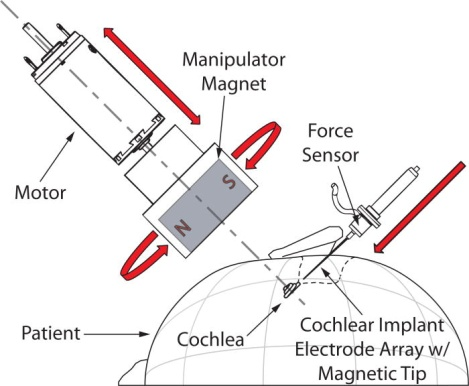 Manipulator
Magnet
Force
Sensor
Motor
S
N
Patient
Cochlea
Cochlear Implant
Electrode Array w/
Magnetic Tip